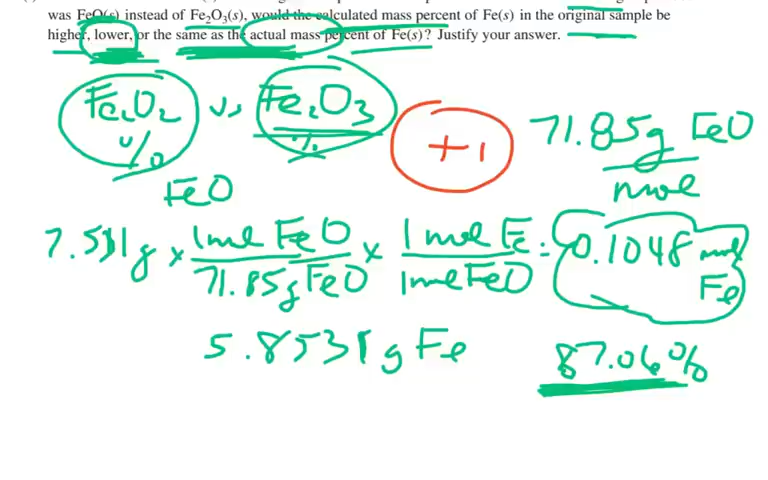 was FeO(s) instead of Fe₂O₃(s), would the calculated mass percent of Fe(s) in the original sample be
higher, lower, or the same as the actual mass percent of Fe(s)? Justify your answer.
Fe₂O₂ vs Fe₂O₃
% %
FeO
+1
71.85g FeO
mol
7.531g × 1mol FeO / 71.85g FeO × 1 mol Fe / 1mol FeO = 0.1048 mol Fe
5.8531g Fe
87.06%